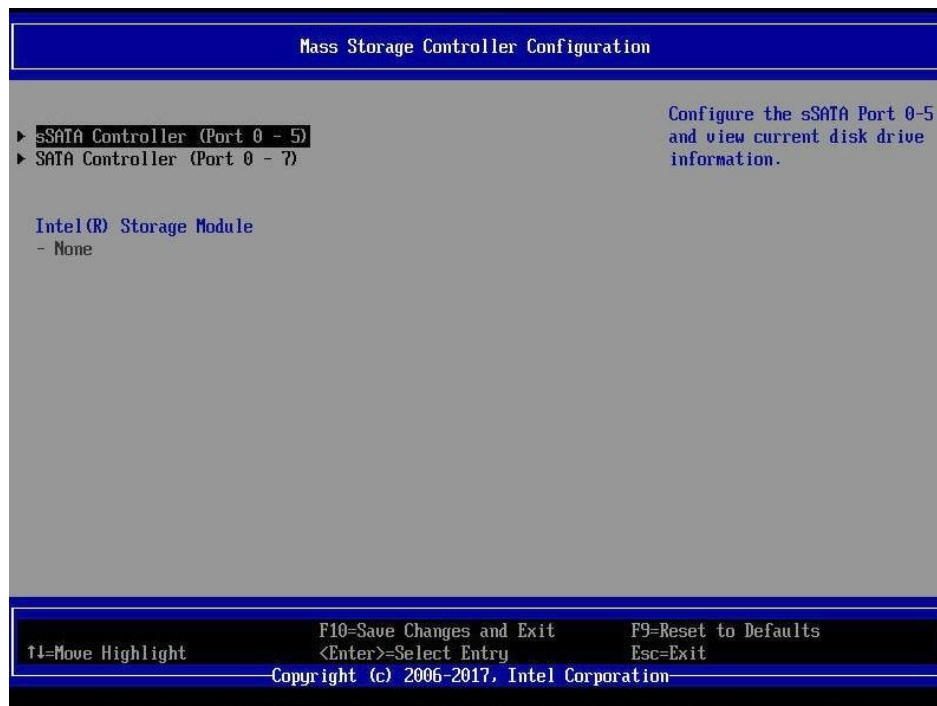 Mass Storage Controller Configuration
▶ sSATA Controller (Port 0 - 5)
▶ SATA Controller (Port 0 - 7)
Intel(R) Storage Module
- None
Configure the sSATA Port 0-5
and view current disk drive
information.
F10=Save Changes and Exit F9=Reset to Defaults
↑↓=Move Highlight <Enter>=Select Entry Esc=Exit
Copyright (c) 2006-2017, Intel Corporation